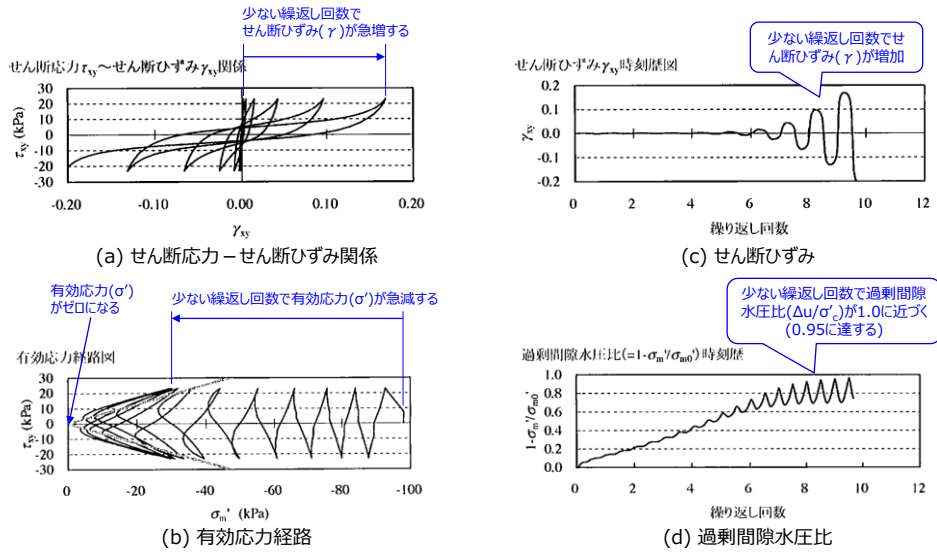 少ない繰返し回数で
せん断ひずみ(γ)が急増する
せん断応力τxy～せん断ひずみγxy関係
30
20
10
0
-10
-20
-30
τxy (kPa)
-0.20
-0.10
0.00
0.10
0.20
γxy
(a) せん断応力－せん断ひずみ関係
少ない繰返し回数でせ
ん断ひずみ(γ)が増加
せん断ひずみγxy時刻歴図
0.2
0.1
0.0
-0.1
-0.2
γxy
0
2
4
6
8
10
12
繰り返し回数
(c) せん断ひずみ
有効応力(σ’)
がゼロになる
少ない繰返し回数で有効応力(σ’)が急減する
有効応力経路図
30
20
10
0
-10
-20
-30
τxy (kPa)
0
-20
-40
-60
-80
-100
σm' (kPa)
(b) 有効応力経路
少ない繰返し回数で過剰間隙
水圧比(Δu/σ’c)が1.0に近づく
(0.95に達する)
過剰間隙水圧比(=1-σm'/σm0')時刻歴
1.0
0.8
0.6
0.4
0.2
0.0
1-σm'/σm0'
0
2
4
6
8
10
12
繰り返し回数
(d) 過剰間隙水圧比